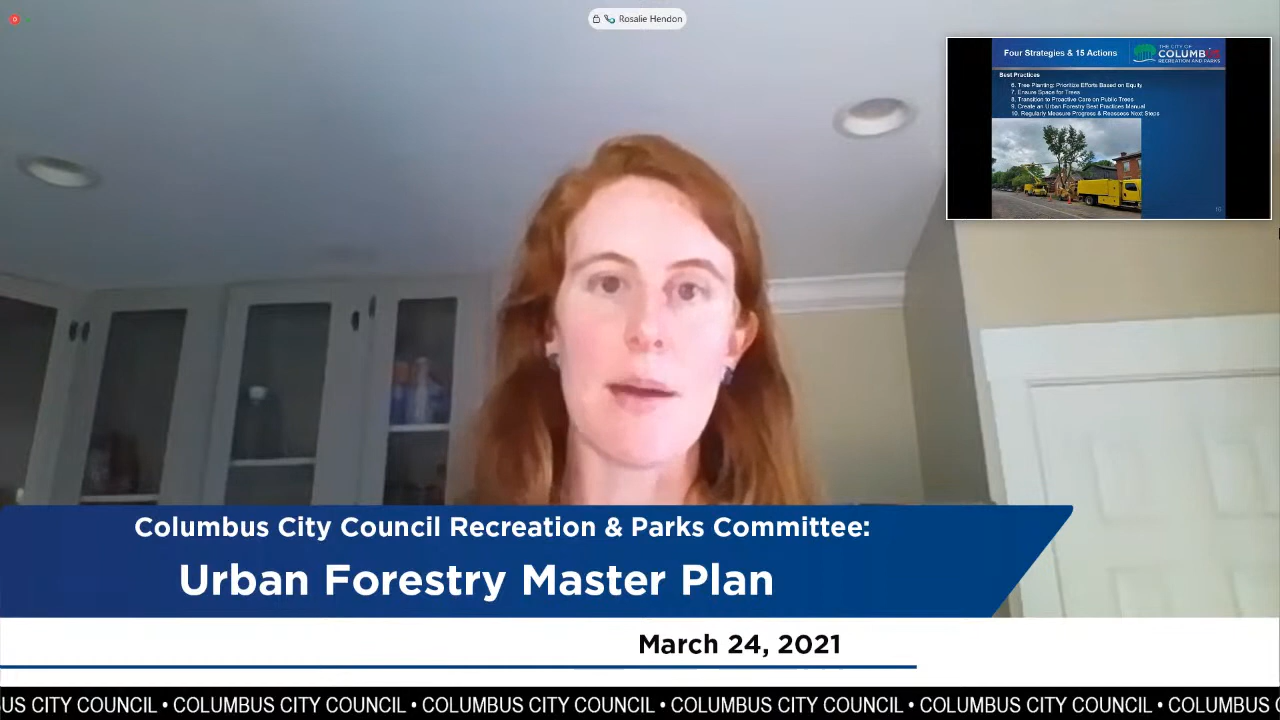 Rosalie Hendon
Four Strategies & 15 Actions
THE CITY OF
COLUMBUS
RECREATION AND PARKS
Best Practices
6. Tree Planting: Prioritize Efforts Based on Equity
7. Ensure Space for Trees
8. Transition to Proactive Care on Public Trees
9. Create an Urban Forestry Best Practices Manual
10. Regularly Measure Progress & Reassess Next Steps
10
Columbus City Council Recreation & Parks Committee:
Urban Forestry Master Plan
March 24, 2021
US CITY COUNCIL • COLUMBUS CITY COUNCIL • COLUMBUS CITY COUNCIL • COLUMBUS CITY COUNCIL • COLUMBUS C